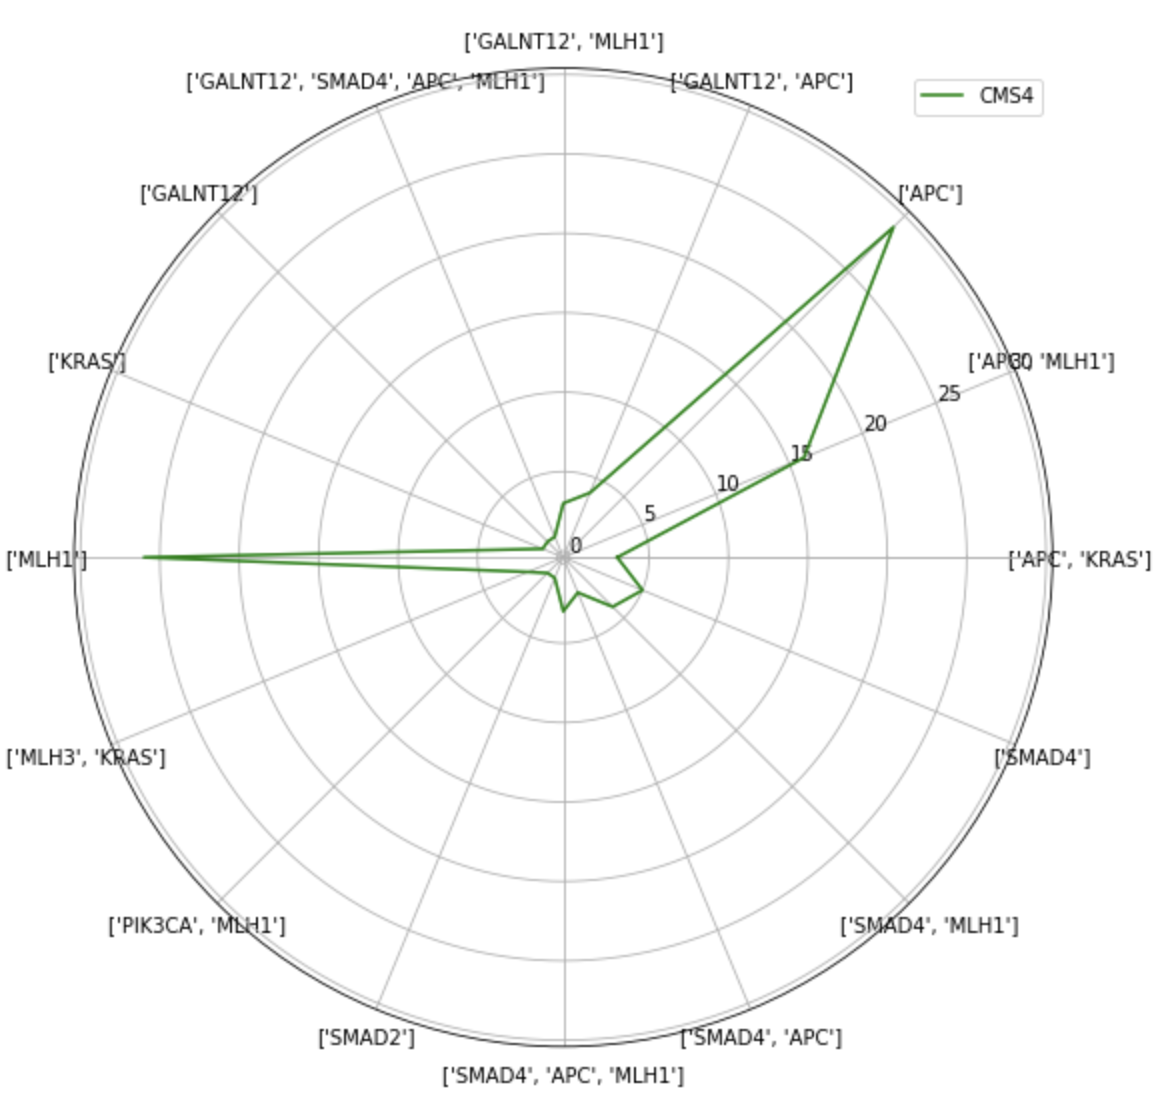 ['GALNT12', 'MLH1']
['GALNT12', 'SMAD4', 'APC', 'MLH1']
['GALNT12', 'APC']
CMS4
['GALNT12']
['APC']
['KRAS']
['APC', 'MLH1']
30
25
20
15
10
5
0
['MLH1']
['APC', 'KRAS']
['MLH3', 'KRAS']
['SMAD4']
['PIK3CA', 'MLH1']
['SMAD4', 'MLH1']
['SMAD2']
['SMAD4', 'APC']
['SMAD4', 'APC', 'MLH1']